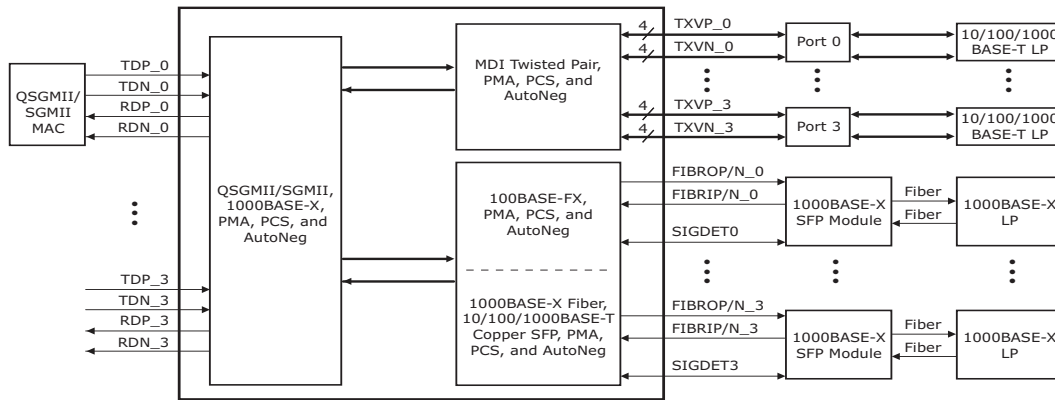 QSGMII/
SGMII
MAC
TDP_0
TDN_0
RDP_0
RDN_0
TDP_3
TDN_3
RDP_3
RDN_3
QSGMII/SGMII,
1000BASE-X,
PMA, PCS, and
AutoNeg
MDI Twisted Pair,
PMA, PCS, and
AutoNeg
100BASE-FX,
PMA, PCS, and
AutoNeg
1000BASE-X Fiber,
10/100/1000BASE-T
Copper SFP, PMA,
PCS, and AutoNeg
4 TXVP_0
4 TXVN_0
Port 0
10/100/1000
BASE-T LP
4 TXVP_3
4 TXVN_3
Port 3
10/100/1000
BASE-T LP
FIBROP/N_0
FIBRIP/N_0
SIGDET0
1000BASE-X
SFP Module
Fiber
Fiber
1000BASE-X
LP
FIBROP/N_3
FIBRIP/N_3
SIGDET3
1000BASE-X
SFP Module
Fiber
Fiber
1000BASE-X
LP